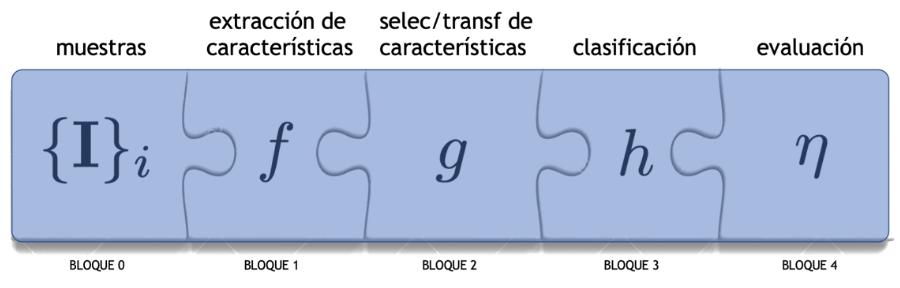 muestras
extracción de
características
selec/transf de
características
clasificación
evaluación
{I}i
f
g
h
η
BLOQUE 0
BLOQUE 1
BLOQUE 2
BLOQUE 3
BLOQUE 4